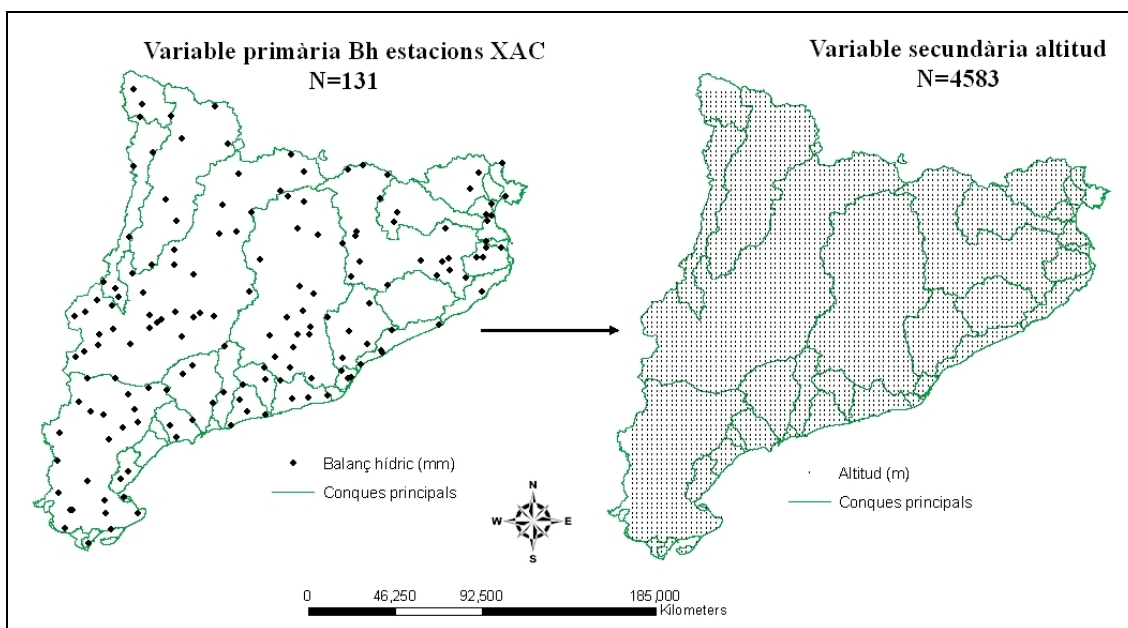 Variable primària Bh estacions XAC
N=131
Variable secundària altitud
N=4583
Balanç hídric (mm)
Conques principals
Altitud (m)
Conques principals
N
W
E
S
0 46,250 92,500 185,000
Kilometers